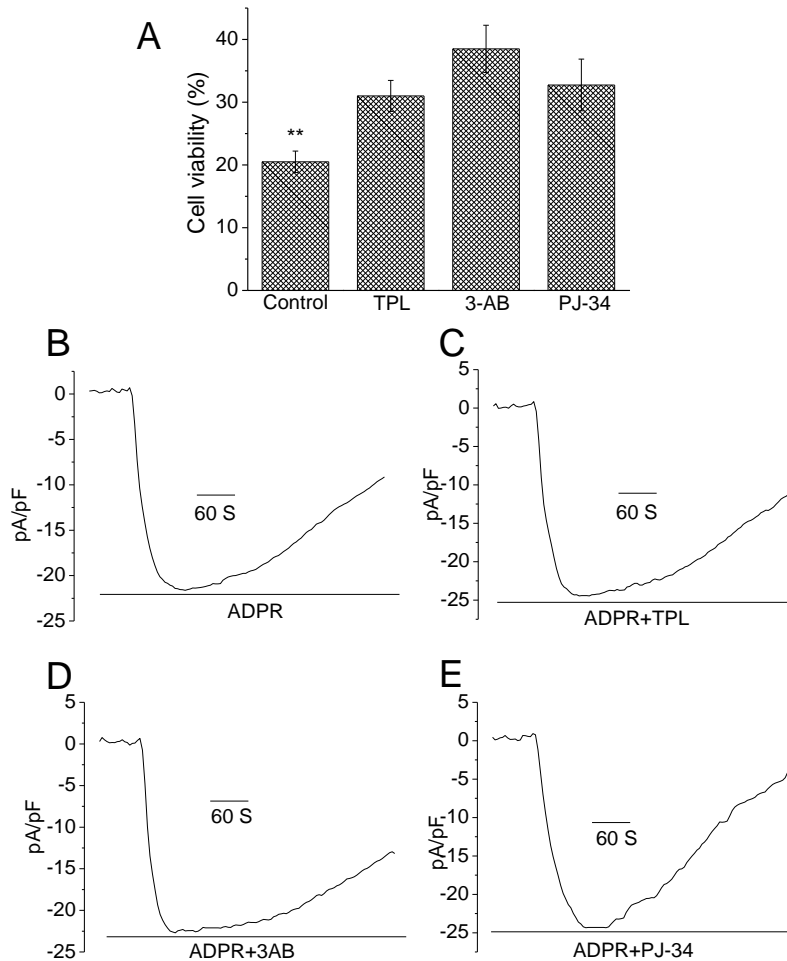 A
Cell viability (%)
40
30
20
10
0
**
Control TPL 3-AB PJ-34
B
pA/pF
0
-5
-10
-15
-20
-25
60 S
ADPR
C
pA/pF
5
0
-5
-10
-15
-20
-25
60 S
ADPR+TPL
D
pA/pF
5
0
-5
-10
-15
-20
-25
60 S
ADPR+3AB
E
pA/pF
5
0
-5
-10
-15
-20
-25
60 S
ADPR+PJ-34